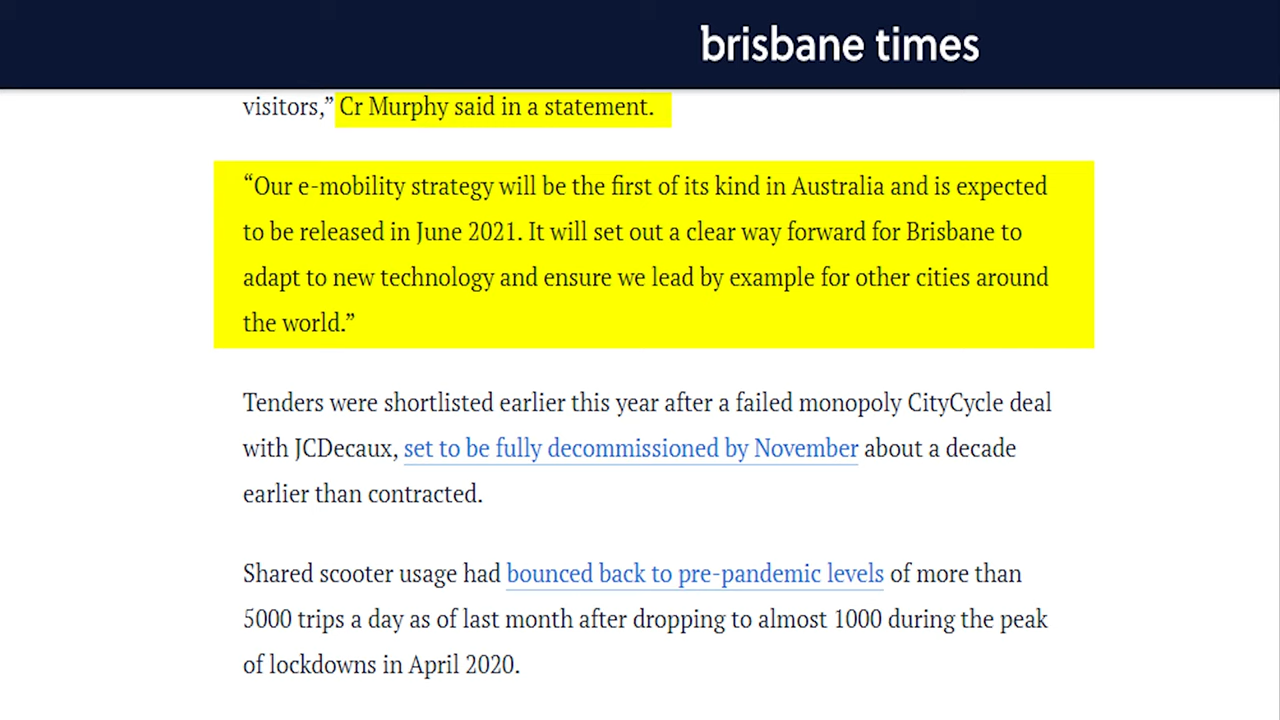 brisbane times
visitors,” Cr Murphy said in a statement.
“Our e-mobility strategy will be the first of its kind in Australia and is expected
to be released in June 2021. It will set out a clear way forward for Brisbane to
adapt to new technology and ensure we lead by example for other cities around
the world.”
Tenders were shortlisted earlier this year after a failed monopoly CityCycle deal
with JCDecaux, set to be fully decommissioned by November about a decade
earlier than contracted.
Shared scooter usage had bounced back to pre-pandemic levels of more than
5000 trips a day as of last month after dropping to almost 1000 during the peak
of lockdowns in April 2020.